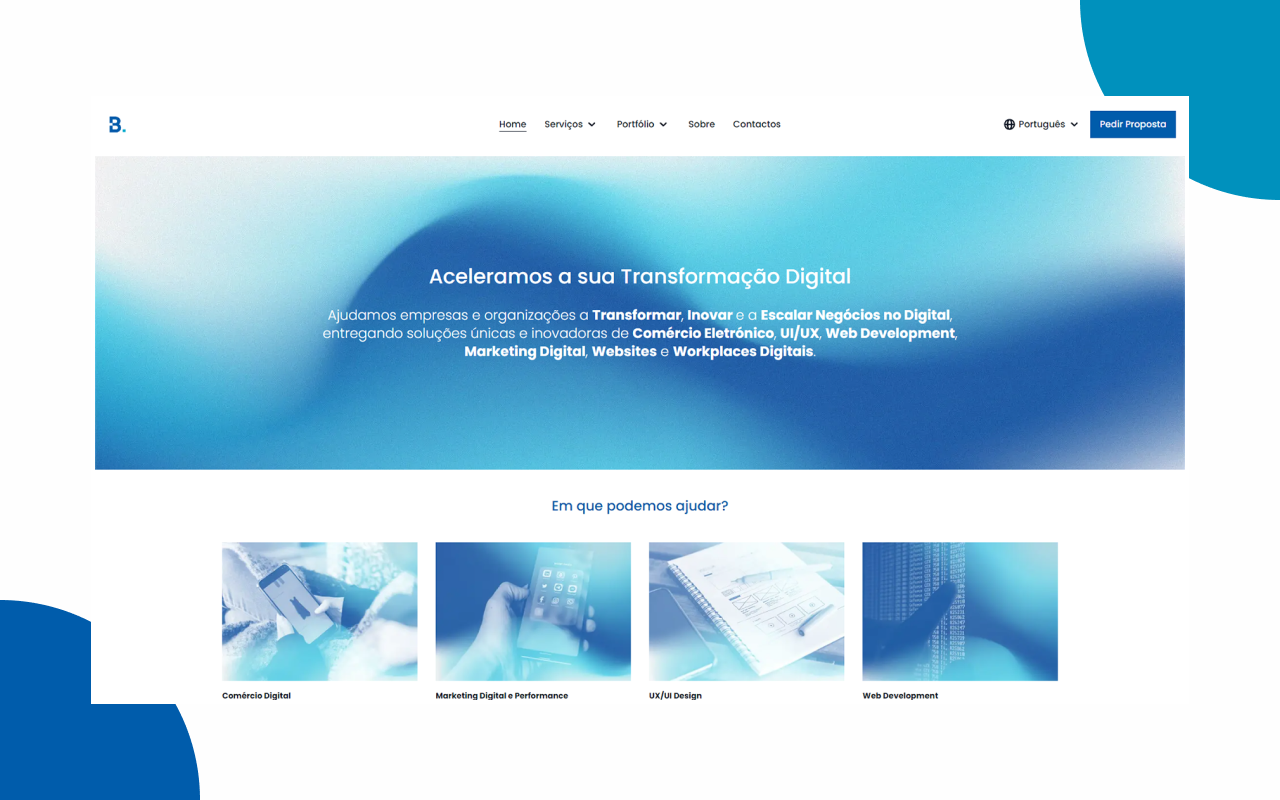 B.
Home
Serviços
Portfólio
Sobre
Contactos
Português
Pedir Proposta
Aceleramos a sua Transformação Digital
Ajudamos empresas e organizações a Transformar, Inovar e a Escalar Negócios no Digital,
entregando soluções únicas e inovadoras de Comércio Eletrónico, UI/UX, Web Development,
Marketing Digital, Websites e Workplaces Digitais.
Em que podemos ajudar?
Comércio Digital
Marketing Digital e Performance
UX/UI Design
Web Development